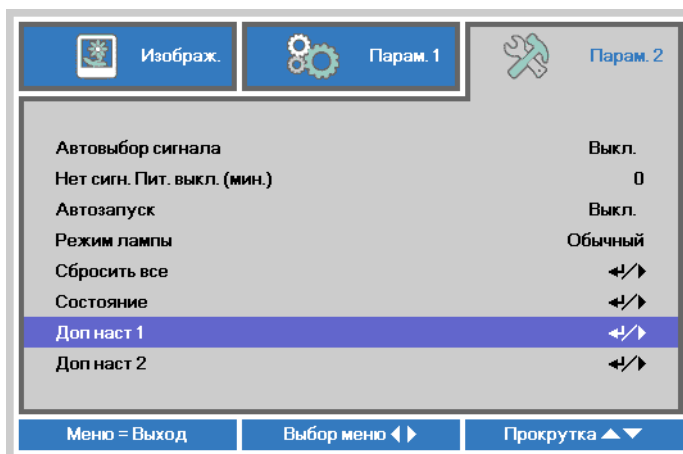 Изображ. Парам. 1 Парам. 2
Автовыбор сигнала Выкл.
Нет сигн. Пит. выкл. (мин.) 0
Автозапуск Выкл.
Режим лампы Обычный
Сбросить все ↵/▶
Состояние ↵/▶
Доп наст 1 ↵/▶
Доп наст 2 ↵/▶
Меню = Выход Выбор меню ◀▶ Прокрутка ▲▼